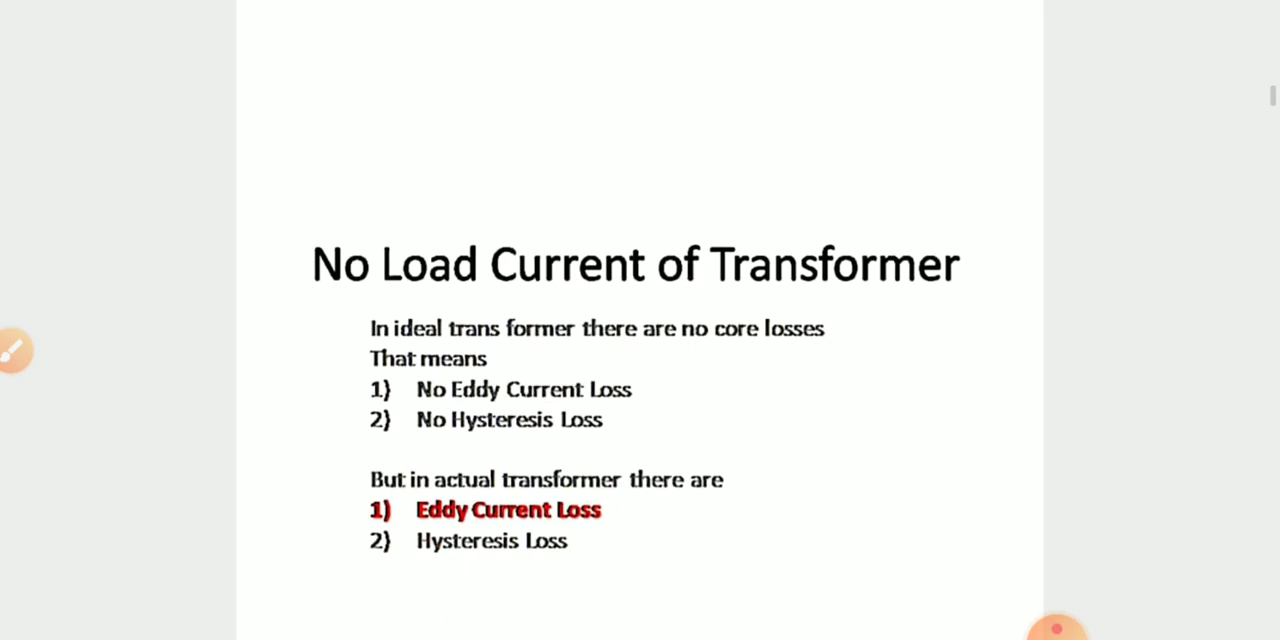 No Load Current of Transformer
In ideal trans former there are no core losses
That means
1) No Eddy Current Loss
2) No Hysteresis Loss
But in actual transformer there are
1) Eddy Current Loss
2) Hysteresis Loss